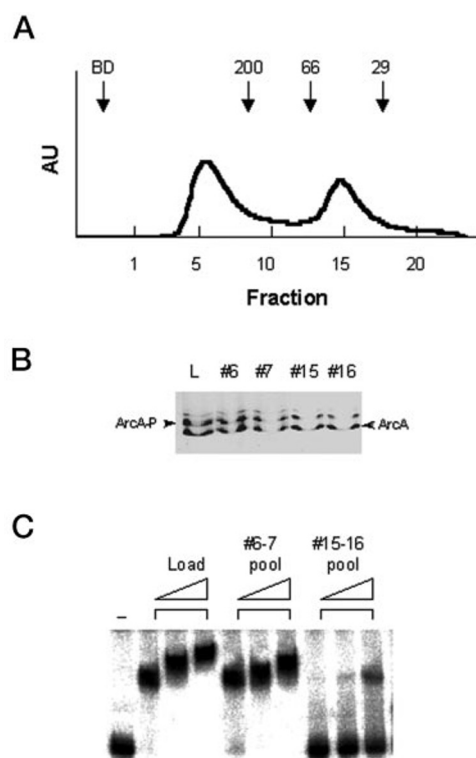 A
BD 200 66 29
AU
1 5 10 15 20
Fraction
B
L #6 #7 #15 #16
ArcA-P ArcA
C
#6-7 #15-16
Load pool pool
–